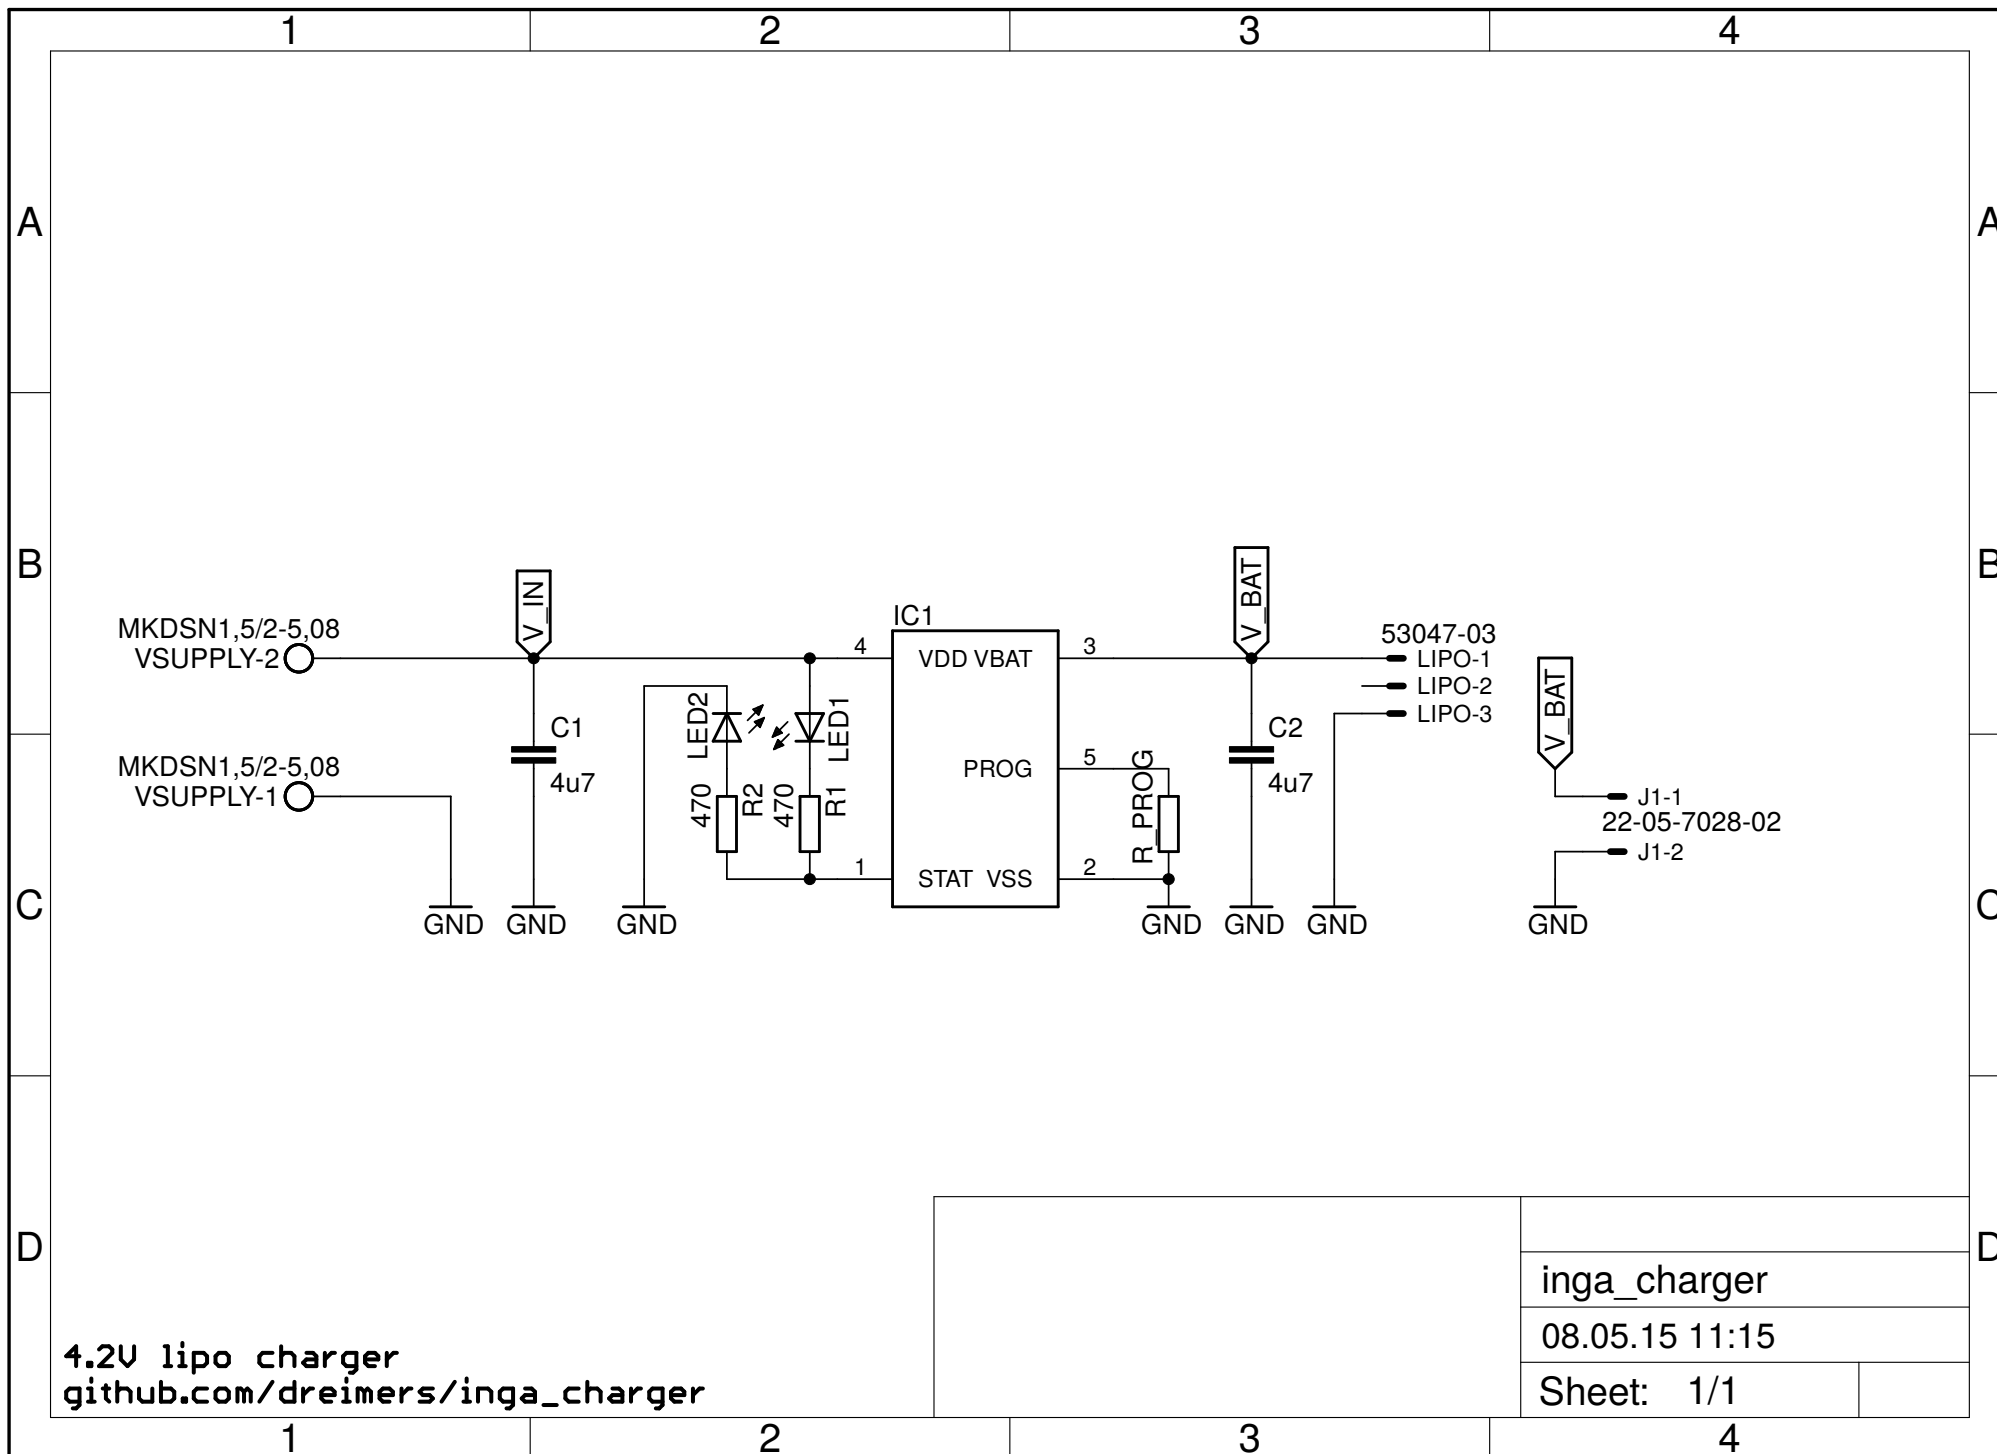 1 2 3 4
A A
B B
C C
D D
V_IN
V_BAT
IC1
MKDSN1,5/2-5,08
VSUPPLY-2
4
VDD VBAT
3
53047-03
LIPO-1
LIPO-2
LIPO-3
V_BAT
LED2
LED1
C1
4u7
C2
4u7
MKDSN1,5/2-5,08
VSUPPLY-1
470
R2
470
R1
PROG
5
R_PROG
J1-1
22-05-7028-02
J1-2
1
STAT VSS
2
GND GND GND GND GND GND GND
inga_charger
08.05.15 11:15
Sheet: 1/1
4.2V lipo charger
github.com/dreimers/inga_charger
1 2 3 4